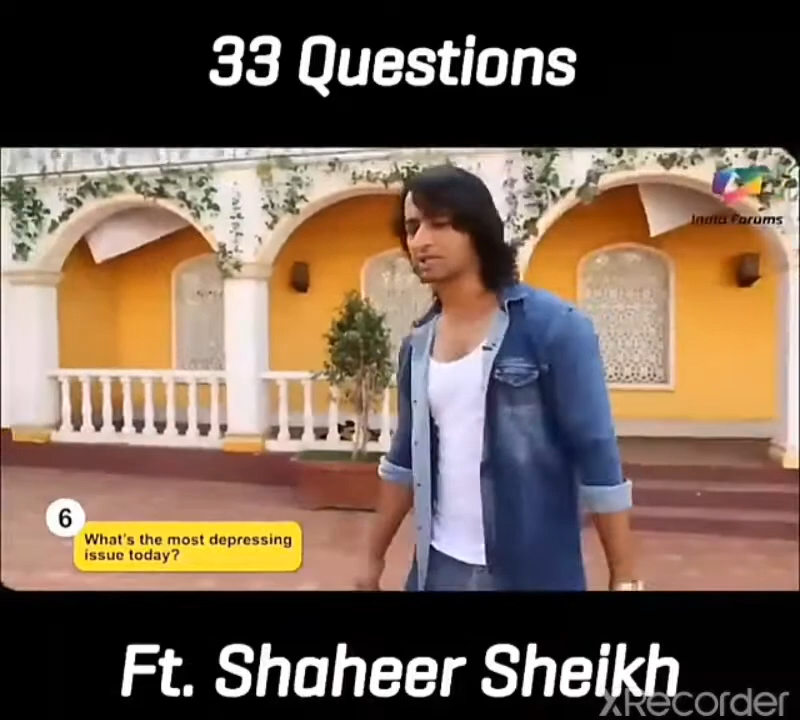 33 Questions
India Forums
6
What's the most depressing
issue today?
Ft. Shaheer Sheikh
XRecorder